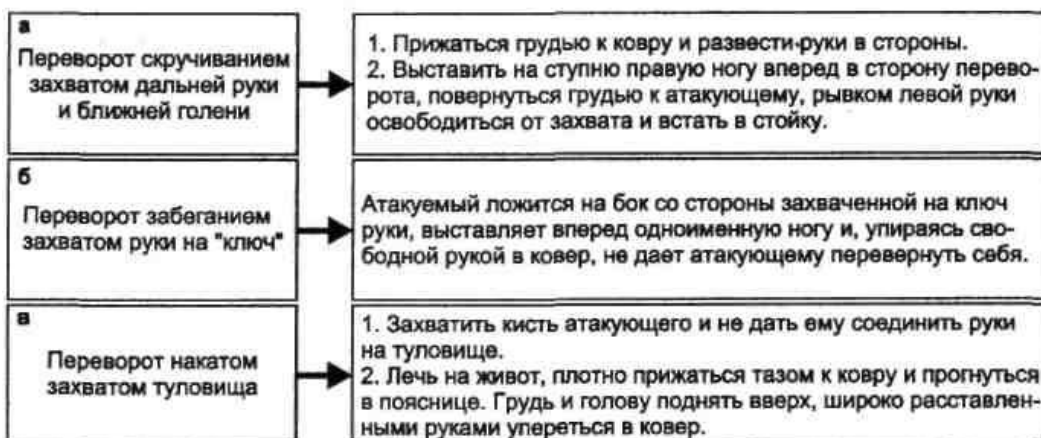 а
Переворот скручиванием
захватом дальней руки
и ближней голени
1. Прижаться грудью к ковру и развести-руки в стороны.
2. Выставить на ступню правую ногу вперед в сторону перево-
рота, повернуться грудью к атакующему, рывком левой руки
освободиться от захвата и встать в стойку.
б
Переворот забеганием
захватом руки на "ключ"
Атакуемый ложится на бок со стороны захваченной на ключ
руки, выставляет вперед одноименную ногу и, упираясь сво-
бодной рукой в ковер, не дает атакующему перевернуть себя.
в
Переворот накатом
захватом туловища
1. Захватить кисть атакующего и не дать ему соединить руки
на туловище.
2. Лечь на живот, плотно прижаться тазом к ковру и прогнуться
в пояснице. Грудь и голову поднять вверх, широко расставлен-
ными руками упереться в ковер.